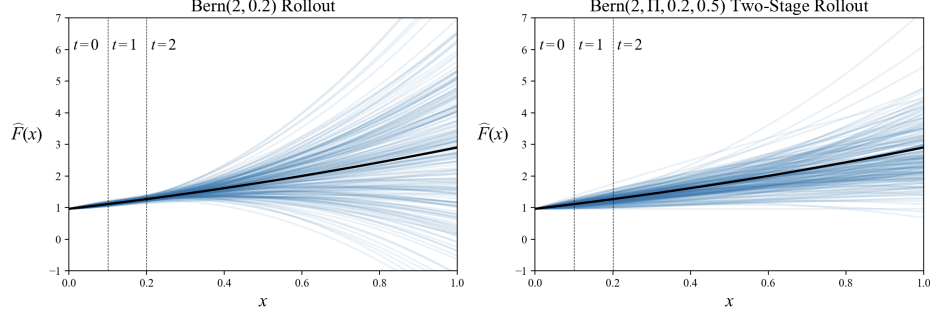 Bern(2, 0.2) Rollout
7
6
5
4
3
2
1
0
−1
t=0
t=1
t=2
F̂(x)
0.0 0.2 0.4 0.6 0.8 1.0
x
Bern(2, Π, 0.2, 0.5) Two-Stage Rollout
7
6
5
4
3
2
1
0
−1
t=0
t=1
t=2
F̂(x)
0.0 0.2 0.4 0.6 0.8 1.0
x